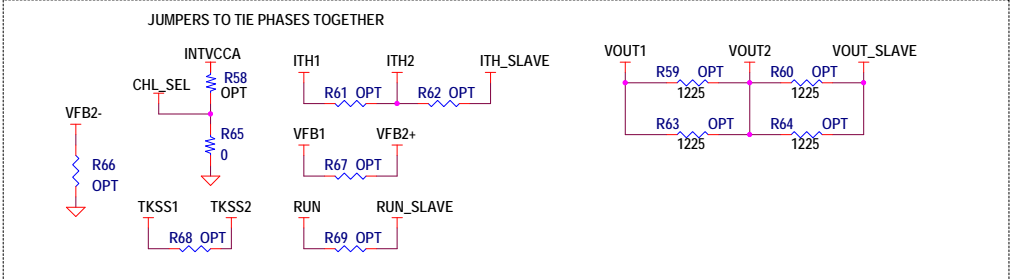 JUMPERS TO TIE PHASES TOGETHER
INTVCCA
CHL_SEL
R58
OPT
R65
0
VFB2-
R66
OPT
ITH1 ITH2 ITH_SLAVE
R61 OPT R62 OPT
VFB1 VFB2+
R67 OPT
TKSS1 TKSS2
R68 OPT
RUN RUN_SLAVE
R69 OPT
VOUT1 VOUT2 VOUT_SLAVE
R59 OPT R60 OPT
1225 1225
R63 OPT R64 OPT
1225 1225